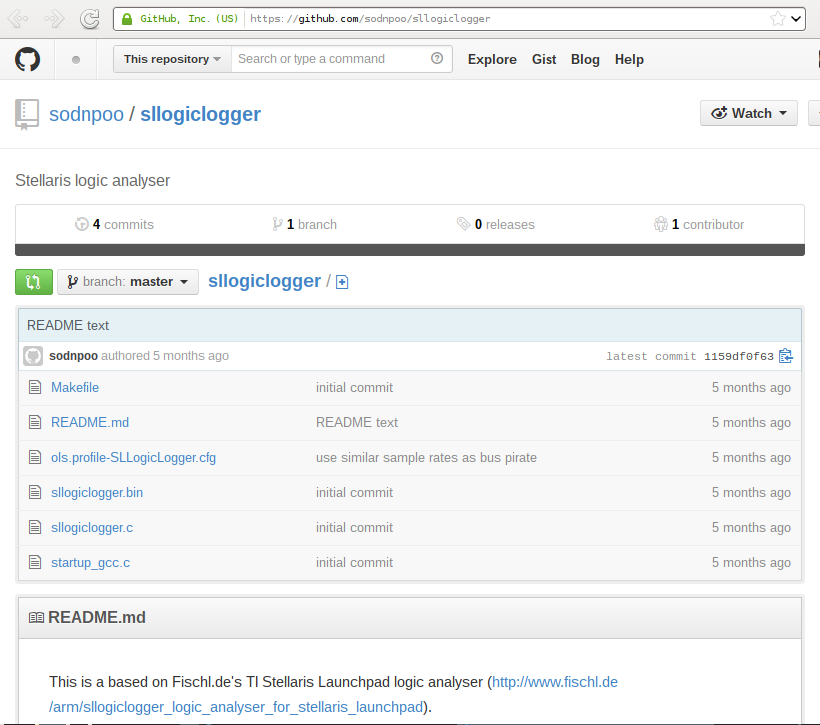 GitHub, Inc. (US) https://github.com/sodnpoo/sllogiclogger
This repository Search or type a command Explore Gist Blog Help
sodnpoo / sllogiclogger Watch
Stellaris logic analyser
4 commits 1 branch 0 releases 1 contributor
branch: master sllogiclogger /
README text
sodnpoo authored 5 months ago latest commit 1159df0f63
Makefile initial commit 5 months ago
README.md README text 5 months ago
ols.profile-SLLogicLogger.cfg use similar sample rates as bus pirate 5 months ago
sllogiclogger.bin initial commit 5 months ago
sllogiclogger.c initial commit 5 months ago
startup_gcc.c initial commit 5 months ago
README.md
This is a based on Fischl.de's TI Stellaris Launchpad logic analyser (http://www.fischl.de
/arm/sllogiclogger_logic_analyser_for_stellaris_launchpad).